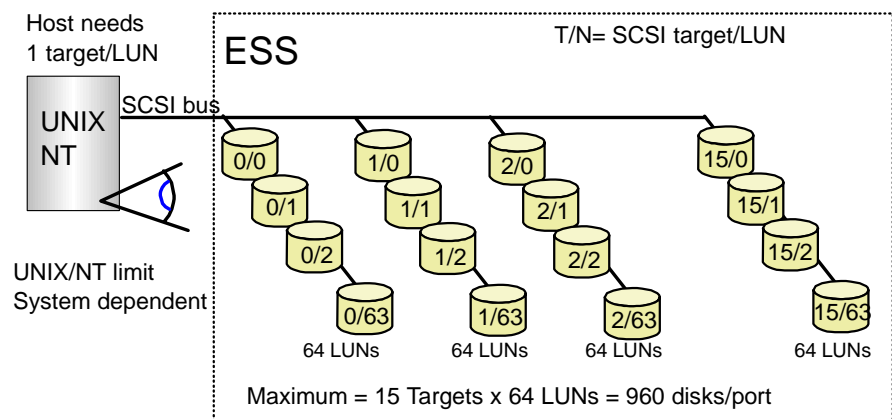 Host needs
1 target/LUN
ESS
T/N= SCSI target/LUN
SCSI bus
UNIX
NT
0/0
1/0
2/0
15/0
0/1
1/1
2/1
15/1
0/2
1/2
2/2
15/2
UNIX/NT limit
System dependent
0/63
1/63
2/63
15/63
64 LUNs
64 LUNs
64 LUNs
64 LUNs
Maximum = 15 Targets x 64 LUNs = 960 disks/port